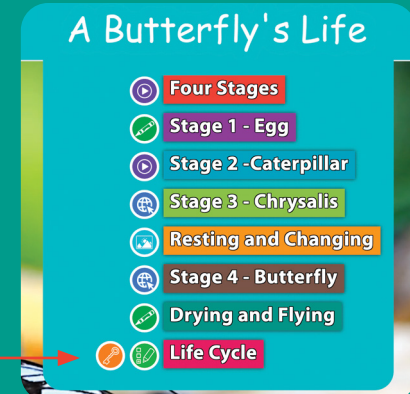 A Butterfly's Life
Four Stages
Stage 1 - Egg
Stage 2 -Caterpillar
Stage 3 - Chrysalis
Resting and Changing
Stage 4 - Butterfly
Drying and Flying
Life Cycle